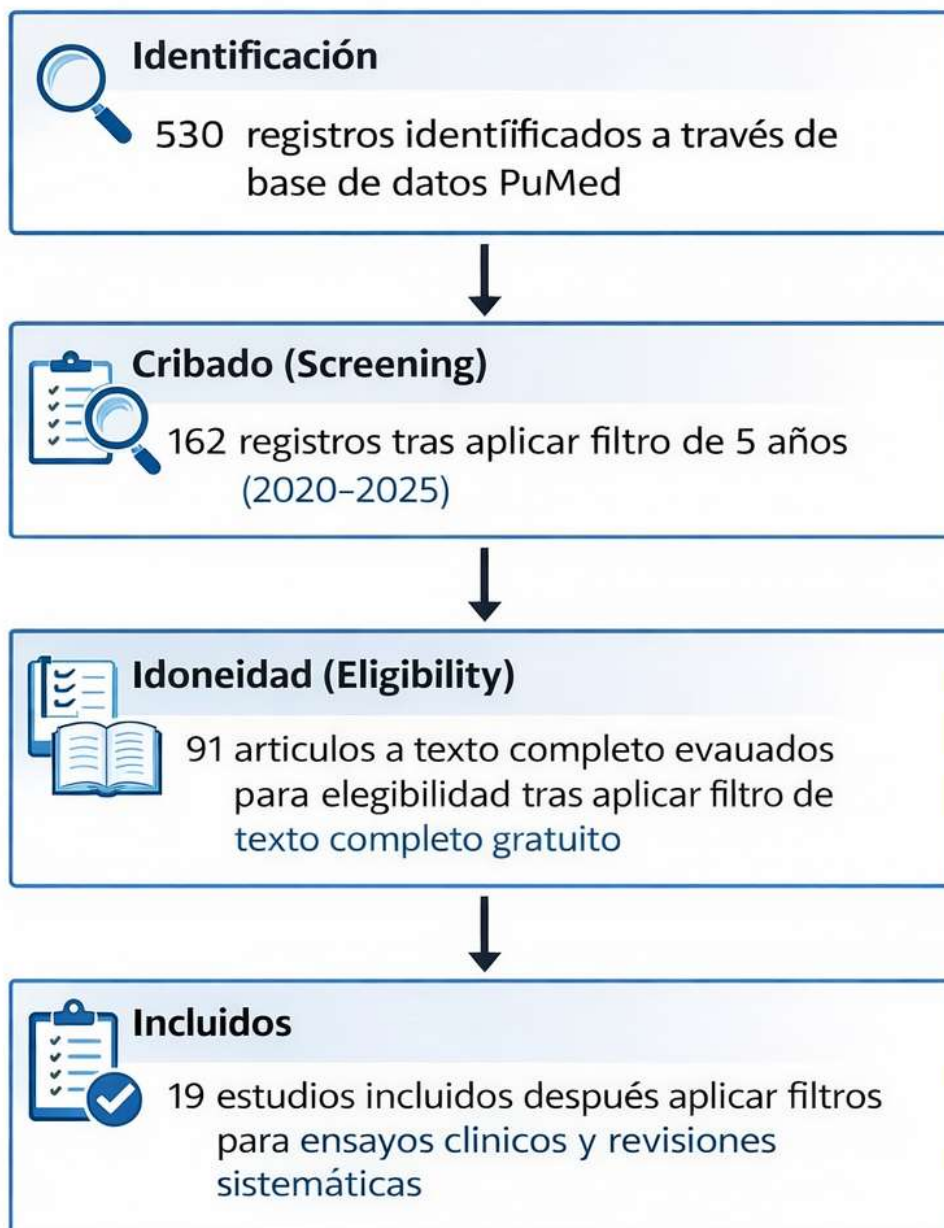 Identificación
530 registros identíifificados a través de
base de datos PuMed
Cribado (Screening)
162 registros tras aplicar filtro de 5 años
(2020–2025)
Idoneidad (Eligibility)
91 articulos a texto completo evauados
para elegibilidad tras aplicar filtro de
texto completo gratuito
Incluidos
19 estudios incluidos después aplicar filtros
para ensayos clinicos y revisiones
sistemáticas